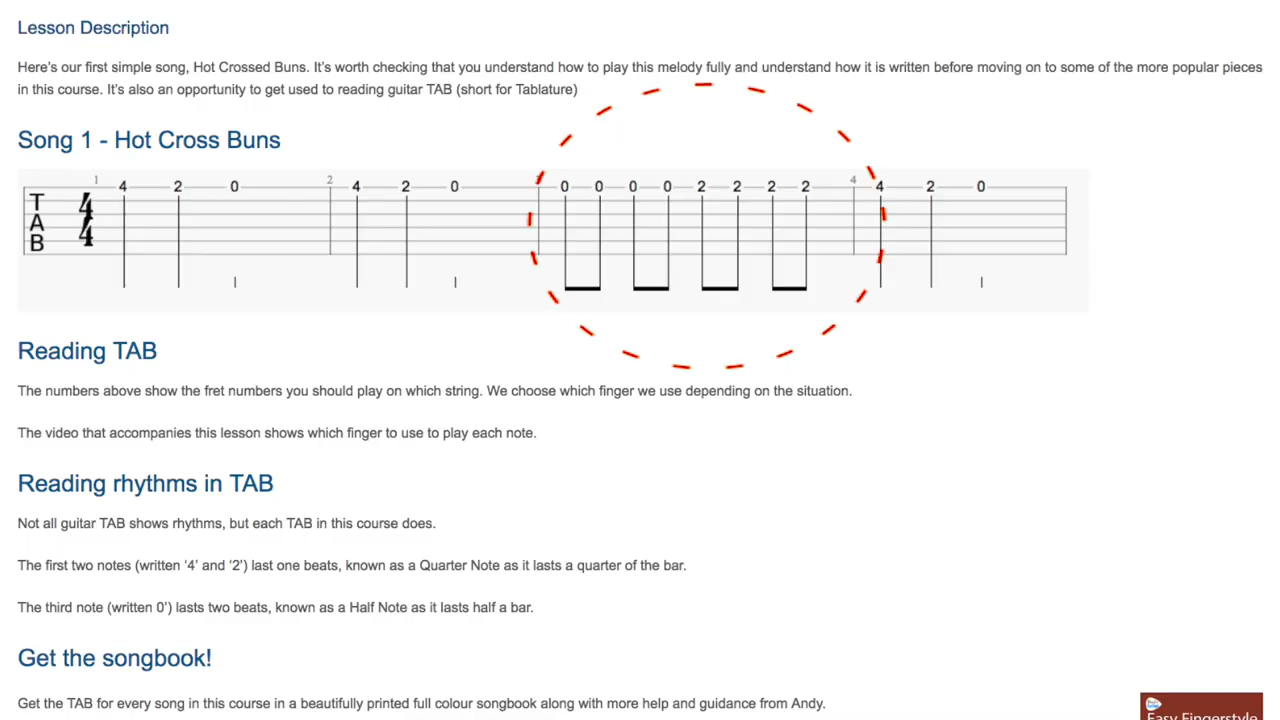 Lesson Description
Here's our first simple song, Hot Crossed Buns. It's worth checking that you understand how to play this melody fully and understand how it is written before moving on to some of the more popular pieces
in this course. It's also an opportunity to get used to reading guitar TAB (short for Tablature)
Song 1 - Hot Cross Buns
1 2 4
4 2 0 4 2 0 0 0 0 0 2 2 2 2 4 2 0
T
A
B
4
4
Reading TAB
The numbers above show the fret numbers you should play on which string. We choose which finger we use depending on the situation.
The video that accompanies this lesson shows which finger to use to play each note.
Reading rhythms in TAB
Not all guitar TAB shows rhythms, but each TAB in this course does.
The first two notes (written '4' and '2') last one beats, known as a Quarter Note as it lasts a quarter of the bar.
The third note (written 0') lasts two beats, known as a Half Note as it lasts half a bar.
Get the songbook!
Get the TAB for every song in this course in a beautifully printed full colour songbook along with more help and guidance from Andy.
Easy Fingerstyle